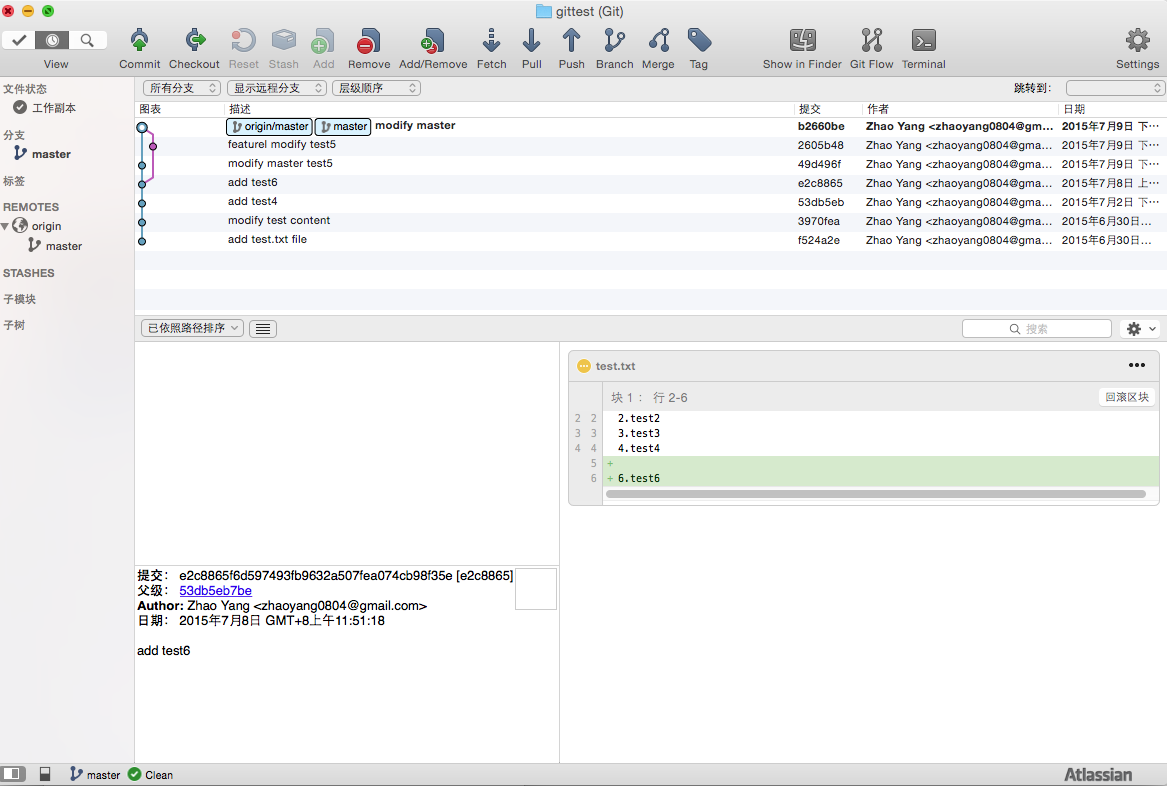 gittest (Git)
View Commit Checkout Reset Stash Add Remove Add/Remove Fetch Pull Push Branch Merge Tag Show in Finder Git Flow Terminal Settings
文件状态
工作副本
分支
master
标签
REMOTES
origin
master
STASHES
子模块
子树
所有分支 显示远程分支 层级顺序 跳转到:
图表 描述 提交 作者 日期
origin/master master modify master b2660be Zhao Yang <zhaoyang0804@gm... 2015年7月9日 下...
featurel modify test5 2605b48 Zhao Yang <zhaoyang0804@gma... 2015年7月9日 下...
modify master test5 49d496f Zhao Yang <zhaoyang0804@gma... 2015年7月9日 下...
add test6 e2c8865 Zhao Yang <zhaoyang0804@gma... 2015年7月8日 上...
add test4 53db5eb Zhao Yang <zhaoyang0804@gma... 2015年7月2日 下...
modify test content 3970fea Zhao Yang <zhaoyang0804@gma... 2015年6月30日...
add test.txt file f524a2e Zhao Yang <zhaoyang0804@gma... 2015年6月30日...
已依照路径排序 搜索
test.txt
块 1： 行 2-6 回滚区块
2 2 2.test2
3 3 3.test3
4 4 4.test4
5 +
6 + 6.test6
提交： e2c8865f6d597493fb9632a507fea074cb98f35e [e2c8865]
父级： 53db5eb7be
Author: Zhao Yang <zhaoyang0804@gmail.com>
日期： 2015年7月8日 GMT+8上午11:51:18
add test6
master Clean Atlassian